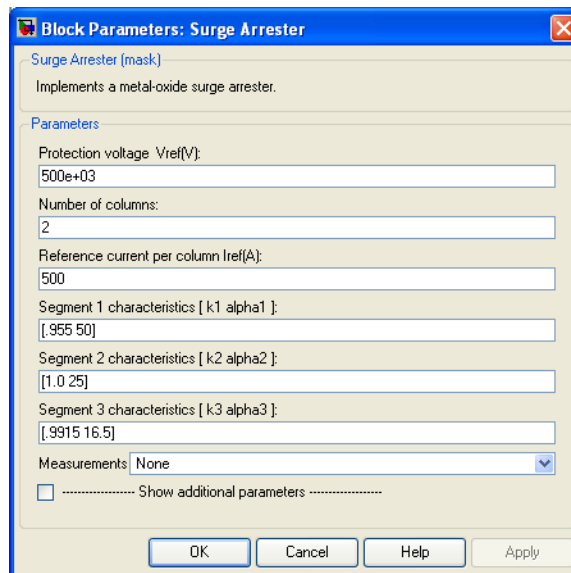 Block Parameters: Surge Arrester
Surge Arrester (mask)
Implements a metal-oxide surge arrester.
Parameters
Protection voltage Vref(V):
500e+03
Number of columns:
2
Reference current per column Iref(A):
500
Segment 1 characteristics [ k1 alpha1 ]:
[.955 50]
Segment 2 characteristics [ k2 alpha2 ]:
[1.0 25]
Segment 3 characteristics [ k3 alpha3 ]:
[.9915 16.5]
Measurements None
------------------ Show additional parameters ------------------
OK Cancel Help Apply